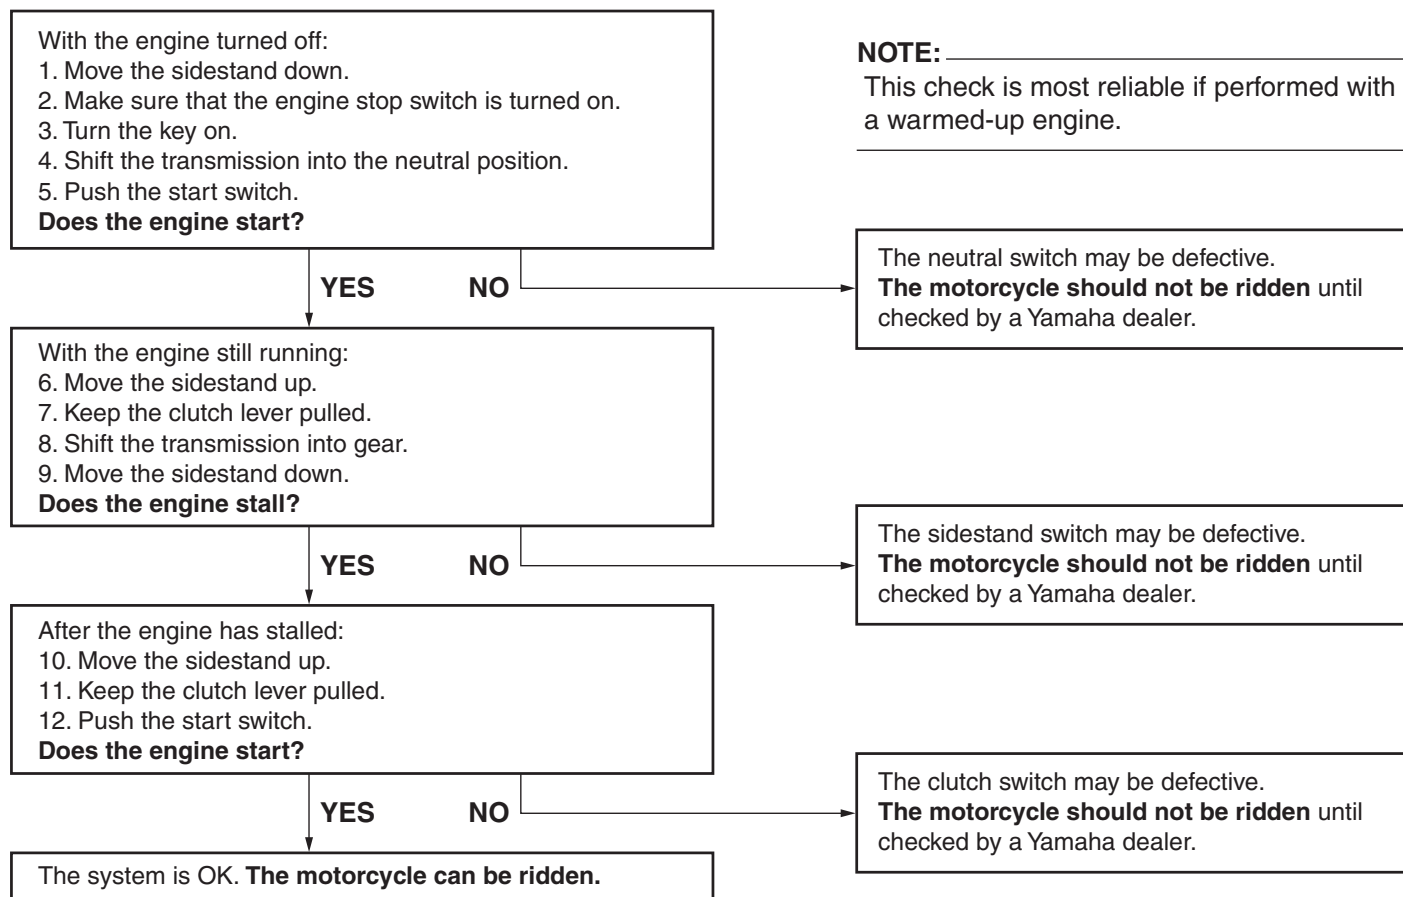 With the engine turned off:
1. Move the sidestand down.
2. Make sure that the engine stop switch is turned on.
3. Turn the key on.
4. Shift the transmission into the neutral position.
5. Push the start switch.
Does the engine start?
NOTE:
This check is most reliable if performed with
a warmed-up engine.
YES
NO
The neutral switch may be defective.
The motorcycle should not be ridden until
checked by a Yamaha dealer.
With the engine still running:
6. Move the sidestand up.
7. Keep the clutch lever pulled.
8. Shift the transmission into gear.
9. Move the sidestand down.
Does the engine stall?
YES
NO
The sidestand switch may be defective.
The motorcycle should not be ridden until
checked by a Yamaha dealer.
After the engine has stalled:
10. Move the sidestand up.
11. Keep the clutch lever pulled.
12. Push the start switch.
Does the engine start?
YES
NO
The clutch switch may be defective.
The motorcycle should not be ridden until
checked by a Yamaha dealer.
The system is OK. The motorcycle can be ridden.